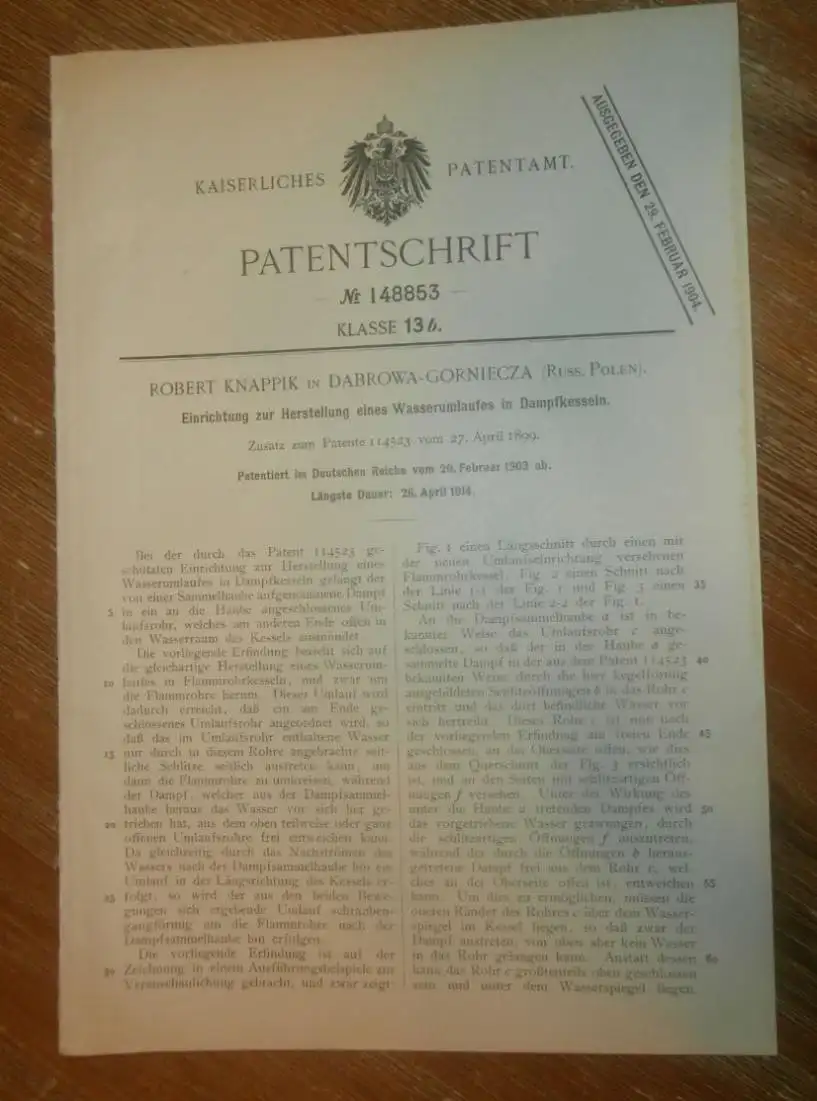 KAISERLICHES PATENTAMT.
AUSGEGEBEN DEN 29. FEBRUAR 1904.
PATENTSCHRIFT
— № 148853 —
KLASSE 13b.
ROBERT KNAPPIK IN DABROWA-GORNIECZA (RUSS. POLEN).
Einrichtung zur Herstellung eines Wasserumlaufes in Dampfkesseln.
Zusatz zum Patente 114523 vom 27. April 1899.
Patentiert im Deutschen Reiche vom 20. Februar 1903 ab.
Längste Dauer: 26. April 1914.
Bei der durch das Patent 114523 ge-
schützten Einrichtung zur Herstellung eines
Wasserumlaufes in Dampfkesseln gelangt der
von einer Sammelhaube aufgefangene Dampf
5 in ein an die Haube angeschlossenes Um-
laufsrohr, welches am anderen Ende offen in
den Wasserraum des Kessels ausmündet.
Die vorliegende Erfindung bezieht sich auf
die gleichartige Herstellung eines Wasserum-
10 laufes in Flammrohrkesseln, und zwar um
die Flammrohre herum. Dieser Umlauf wird
dadurch erreicht, daß ein am Ende ge-
schlossenes Umlaufsrohr angeordnet wird, so
daß das im Umlaufsrohr enthaltene Wasser
15 nur durch in diesem Rohre angebrachte seit-
liche Schlitze seitlich austreten kann, um
dann die Flammrohre zu umkreisen, während
der Dampf, welcher aus der Dampfsammel-
haube heraus das Wasser vor sich her ge-
20 trieben hat, aus dem oben teilweise oder ganz
offenen Umlaufsrohre frei entweichen kann.
Da gleichzeitig durch das Nachströmen des
Wassers nach der Dampfsammelhaube hin ein
Umlauf in der Längsrichtung des Kessels er-
25 folgt, so wird der aus den beiden Bewe-
gungen sich ergebende Umlauf schrauben-
gangförmig um die Flammrohre nach der
Dampfsammelhaube hin erfolgen.
Die vorliegende Erfindung ist auf der
30 Zeichnung in einem Ausführungsbeispiele zur
Veranschaulichung gebracht, und zwar zeigt
Fig. 1 einen Längsschnitt durch einen mit
der neuen Umlaufseinrichtung versehenen
Flammrohrkessel, Fig. 2 einen Schnitt nach
der Linie 1-1 der Fig. 1 und Fig. 3 einen 35
Schnitt nach der Linie 2-2 der Fig. 1.
An die Dampfsammelhaube a ist in be-
kannter Weise das Umlaufsrohr c ange-
schlossen, so daß der in der Haube a ge-
sammelte Dampf in der aus dem Patent 114523 40
bekannten Weise durch die hier kegelförmig
ausgebildeten Seehöröffnungen b in das Rohr c
eintritt und das dort befindliche Wasser vor
sich hertreibt. Dieses Rohr c ist nun nach
der vorliegenden Erfindung am freien Ende 45
geschlossen, an der Oberseite offen, wie dies
aus dem Querschnitt der Fig. 3 ersichtlich
ist, und an den Seiten mit schlitzartigen Öff-
nungen f versehen. Unter der Wirkung des
unter die Haube a tretenden Dampfes wird 50
das vorgetriebene Wasser gezwungen, durch
die schlitzartigen Öffnungen f auszutreten,
während der durch die Öffnungen b heraus-
getretene Dampf frei aus dem Rohr c, wel-
ches an der Oberseite offen ist, entweichen 55
kann. Um dies zu ermöglichen, müssen die
oberen Ränder des Rohres c über dem Wasser-
spiegel im Kessel liegen, so daß zwar der
Dampf austreten, von oben aber kein Wasser
in das Rohr gelangen kann. Anstatt dessen 60
kann das Rohr c größtenteils oben geschlossen
sein und unter dem Wasserspiegel liegen,